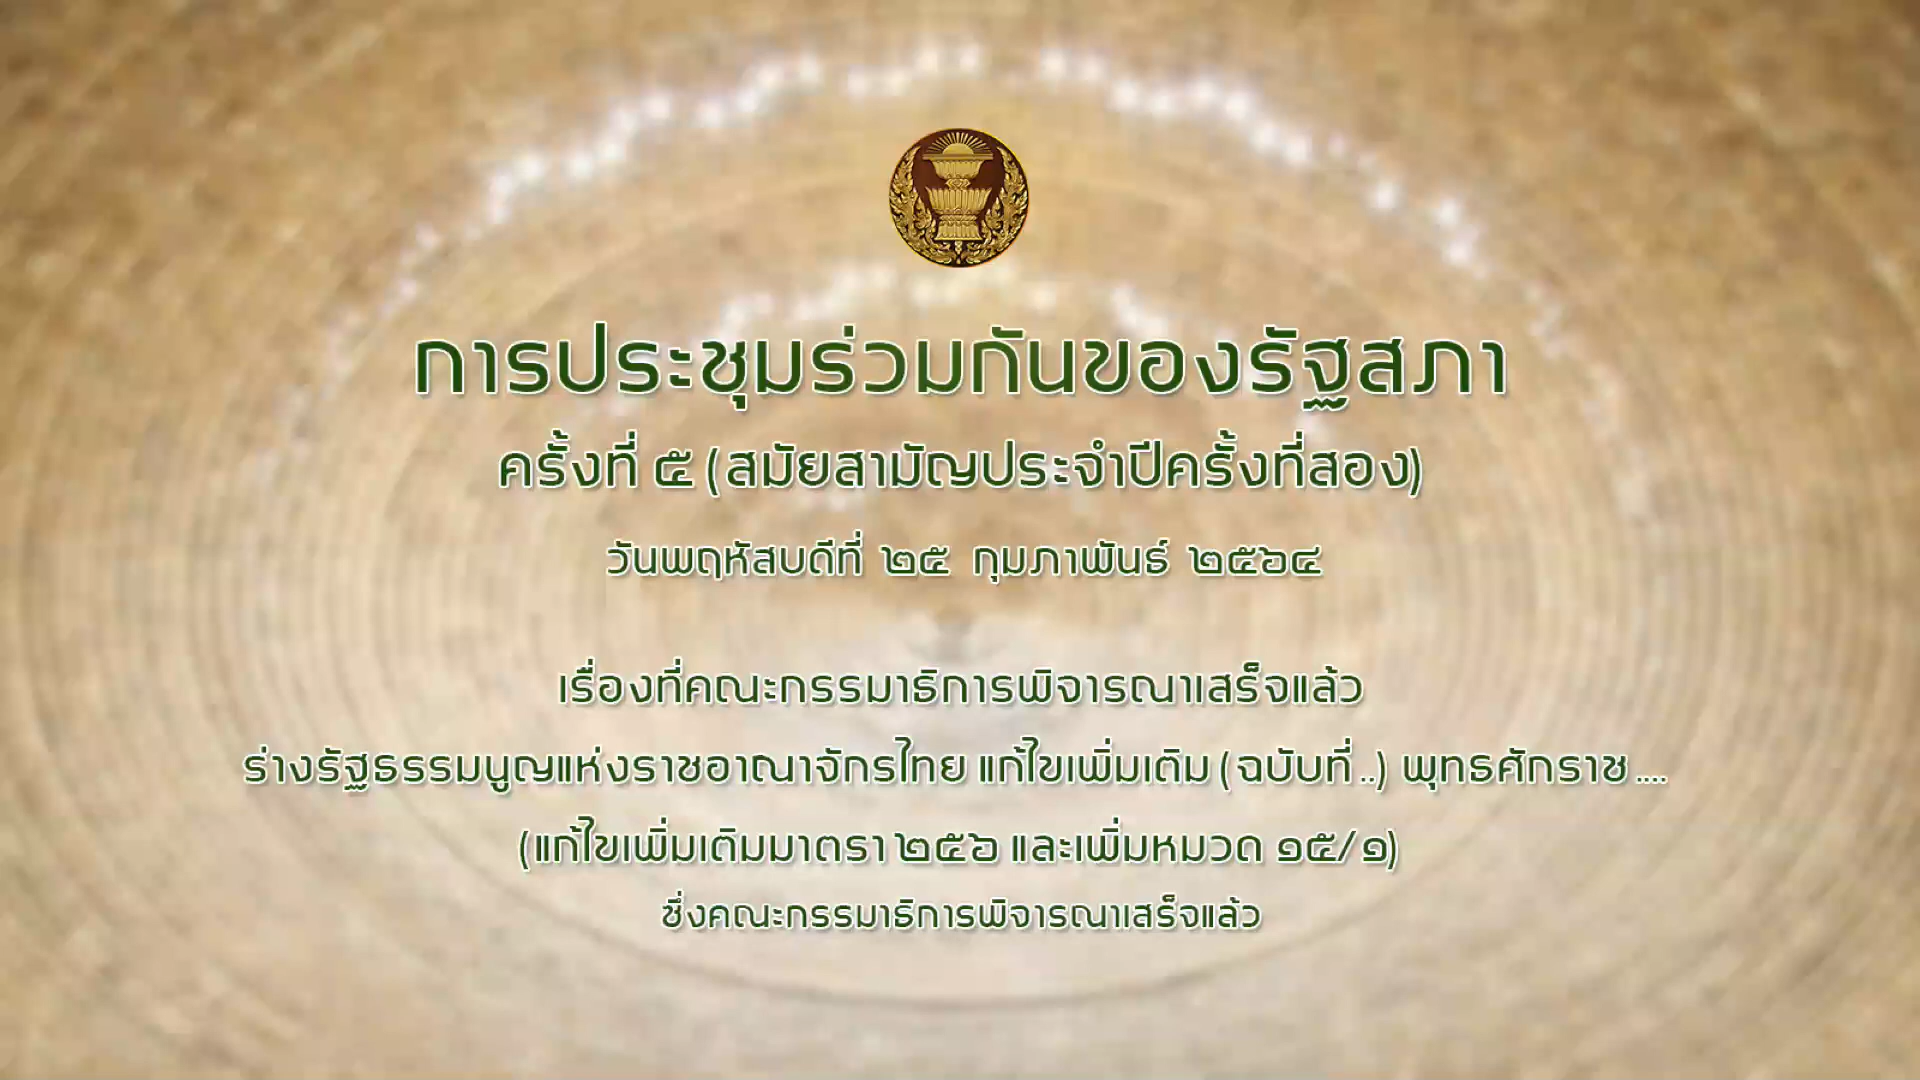 การประชุมร่วมกันของรัฐสภา
ครั้งที่ ๕ (สมัยสามัญประจำปีครั้งที่สอง)
วันพฤหัสบดีที่ ๒๕ กุมภาพันธ์ ๒๕๖๔
เรื่องที่คณะกรรมาธิการพิจารณาเสร็จแล้ว
ร่างรัฐธรรมนูญแห่งราชอาณาจักรไทย แก้ไขเพิ่มเติม (ฉบับที่ ..) พุทธศักราช ....
(แก้ไขเพิ่มเติมมาตรา ๒๕๖ และเพิ่มหมวด ๑๕/๑)
ซึ่งคณะกรรมาธิการพิจารณาเสร็จแล้ว